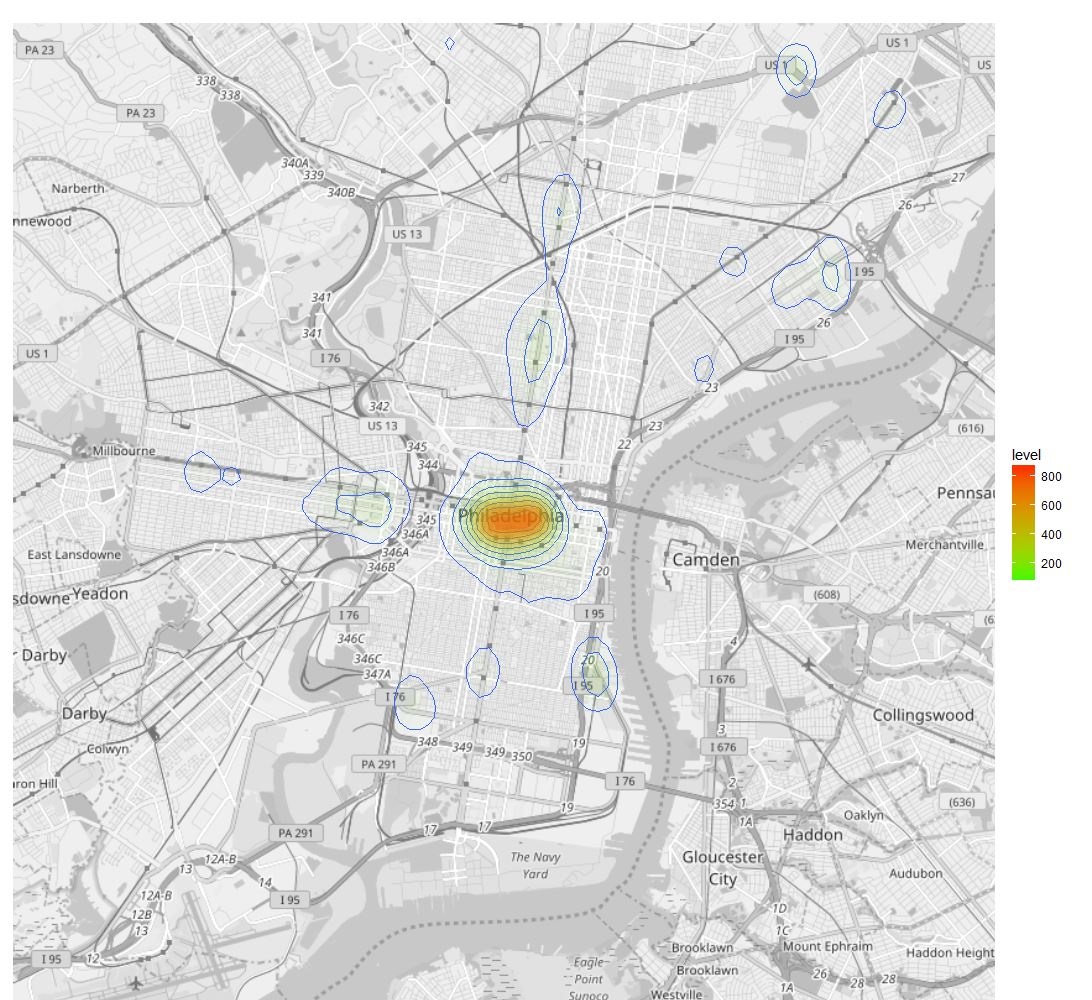 PA 23
US 1
US 1
US
338
338
PA 23
340A
339
340B
27
Narberth
26
nnewood
US 13
I 95
341
341
26
US 1
I 76
I 95
342
23
US 13
23
(616)
345
22
Millbourne
344
Pennsau
Philadelphia
345
346A
East Lansdowne
346A
Merchantville
346B
Camden
20
sdowne
Yeadon
(608)
I 76
I 95
(6
346C
4
r Darby
346C
20
347A
I 676
I 95
I 76
Darby
Collingswood
3
348
349
349
350
19
Colwyn
I 676
PA 291
I 76
2
ron Hill
354
1
(636)
19
1A
Oaklyn
17
17
PA 291
Haddon
The Navy
Yard
12A-B
Gloucester
City
13
14
Audubon
12A-B
I 95
12B
1D
13
1C
Brooklawn
Mount Ephraim
Haddon Height
I 95
12
Eagle
Point
Sunoco
Brooklawn
26
28
28
1A
Westville
level
800
600
400
200